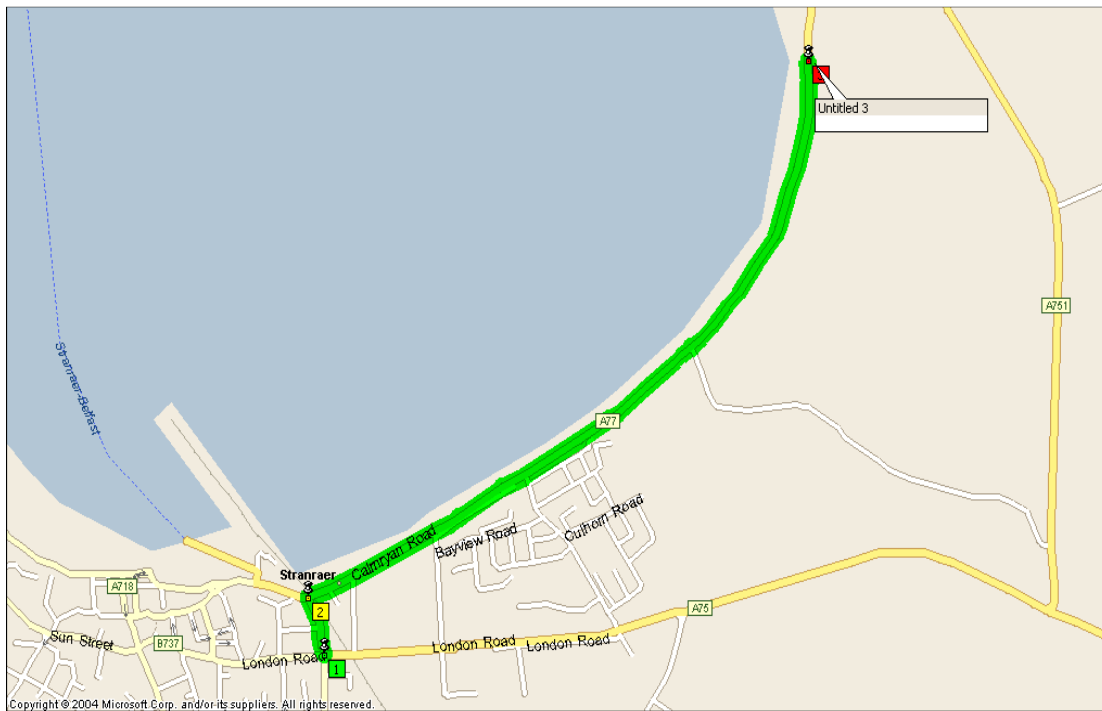 3
Untitled 3
A751
Stranraer-Belfast
A77
Culhorn Road
Bayview Road
Cairnryan Road
Stranraer
A718
2
A75
Sun Street
B737
London Road
London Road
London Road
1
Copyright © 2004 Microsoft Corp. and/or its suppliers. All rights reserved.